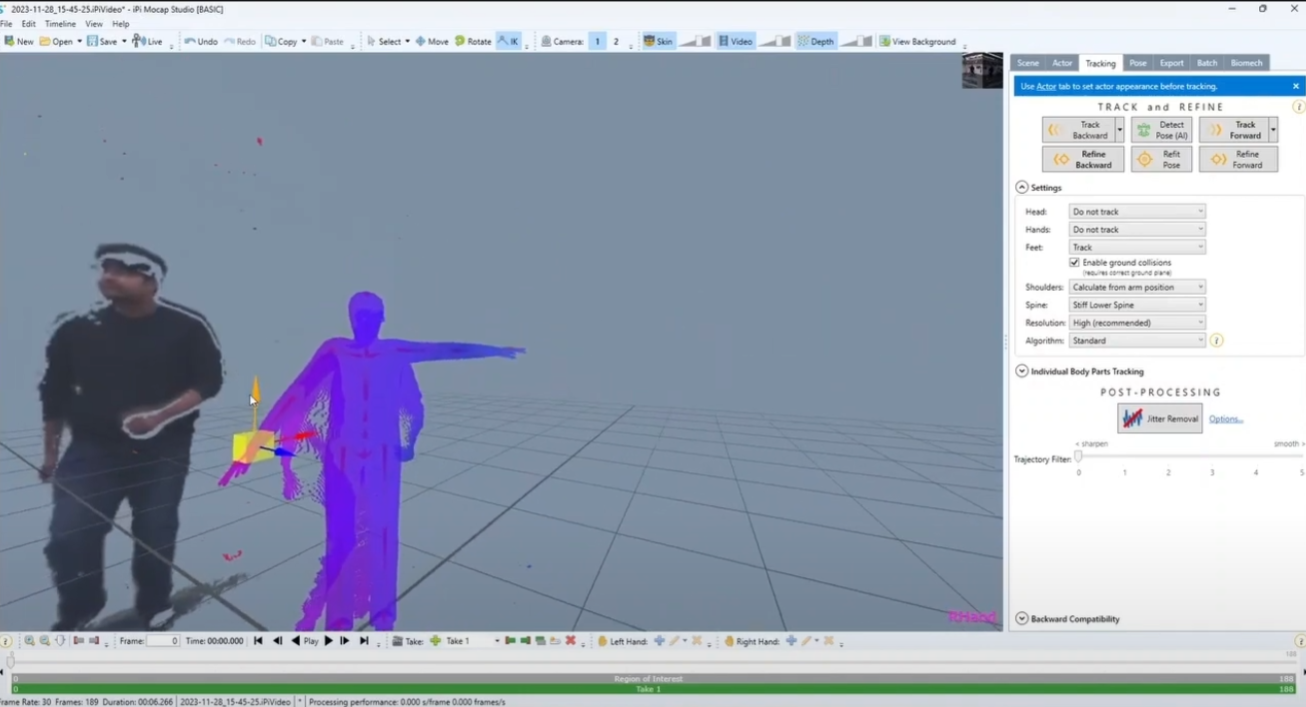 2023-11-28_15-45-25.iPiVideo* - iPi Mocap Studio [BASIC]
File Edit Timeline View Help
New Open Save Live Undo Redo Copy Paste Select Move Rotate IK Camera: 1 2 Skin Video Depth View Background
Scene Actor Tracking Pose Export Batch Biomech
Use Actor tab to set actor appearance before tracking.
TRACK and REFINE
Track Backward
Detect Pose (AI)
Track Forward
Refine Backward
Refit Pose
Refine Forward
Settings
Head: Do not track
Hands: Do not track
Feet: Track
Enable ground collisions
(requires correct ground plane)
Shoulders: Calculate from arm position
Spine: Stiff Lower Spine
Resolution: High (recommended)
Algorithm: Standard
Individual Body Parts Tracking
POST-PROCESSING
Jitter Removal Options...
< sharpen smooth >
Trajectory Filter:
0 1 2 3 4 5
RHand
Backward Compatibility
Frame: 0 Time: 00:00.000 Play Take: Take 1 Left Hand: Right Hand:
0 188
0 Region of Interest 188
0 Take 1 188
Frame Rate: 30 Frames: 189 Duration: 00:06.266 2023-11-28_15-45-25.iPiVideo * Processing performance: 0.000 s/frame 0.000 frames/s